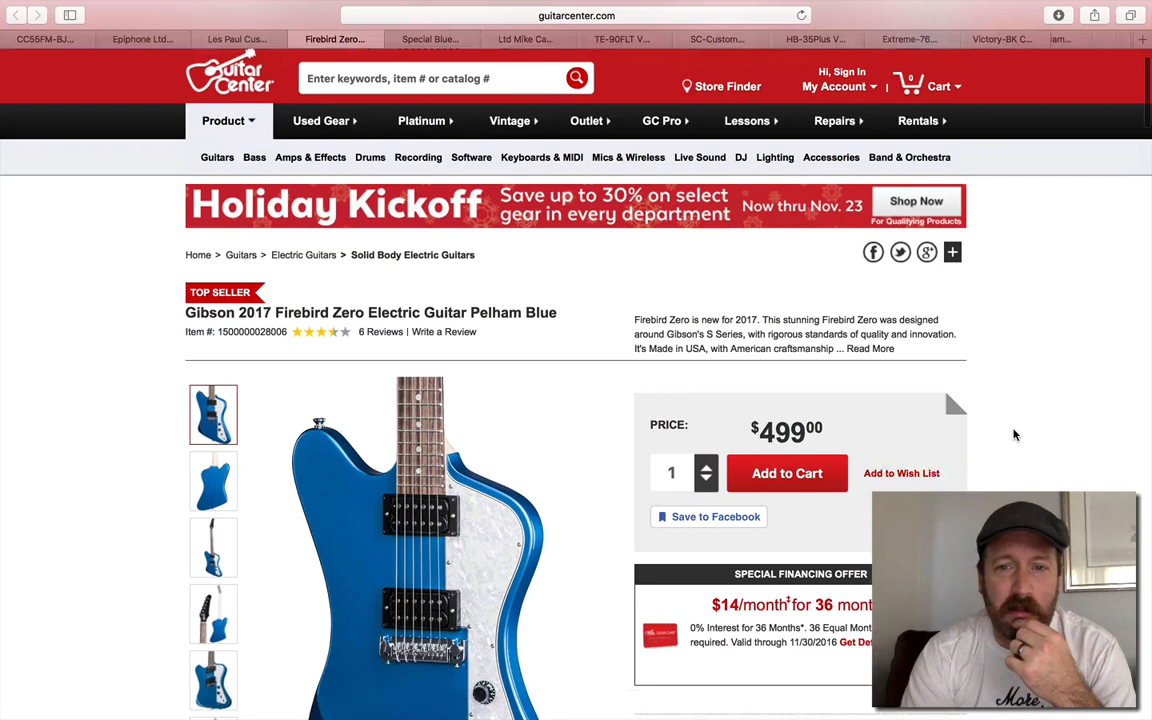 guitarcenter.com
CC55FM-BJ... Epiphone Ltd... Les Paul Cus... Firebird Zero... Special Blue... Ltd Mike Ca... TE-90FLT V... SC-Custom... HB-35Plus V... Extreme-76... Victory-BK C... am...
Guitar Center
Enter keywords, item # or catalog #
Store Finder
Hi, Sign In
My Account
0
Cart
Product Used Gear Platinum Vintage Outlet GC Pro Lessons Repairs Rentals
Guitars Bass Amps & Effects Drums Recording Software Keyboards & MIDI Mics & Wireless Live Sound DJ Lighting Accessories Band & Orchestra
Holiday Kickoff
Save up to 30% on select
gear in every department
Now thru Nov. 23
Shop Now
For Qualifying Products
Home > Guitars > Electric Guitars > Solid Body Electric Guitars
TOP SELLER
Gibson 2017 Firebird Zero Electric Guitar Pelham Blue
Item #: 1500000028006 6 Reviews | Write a Review
Firebird Zero is new for 2017. This stunning Firebird Zero was designed
around Gibson's S Series, with rigorous standards of quality and innovation.
It's Made in USA, with American craftsmanship ... Read More
PRICE: $499.00
1 Add to Cart Add to Wish List
Save to Facebook
SPECIAL FINANCING OFFER
$14/month‡ for 36 mont
0% Interest for 36 Months*. 36 Equal Mont
required. Valid through 11/30/2016 Get Det
More,